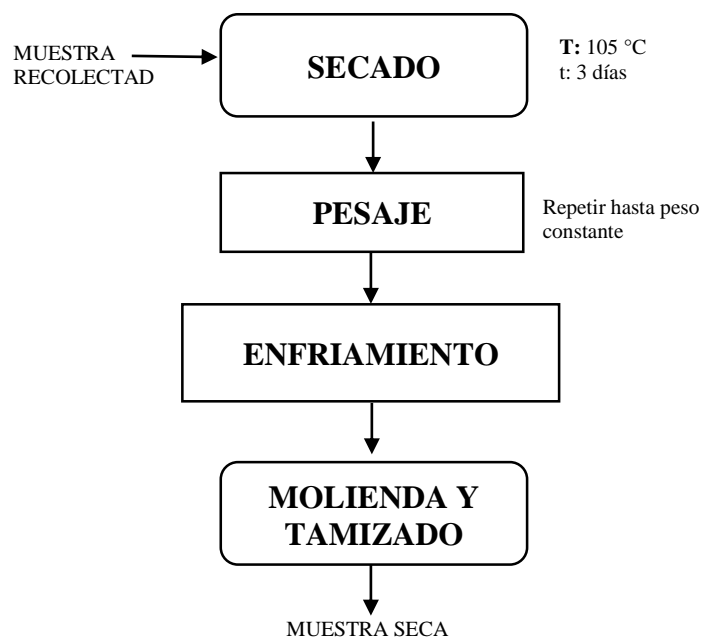 MUESTRA
RECOLECTAD
SECADO
T: 105 °C
t: 3 días
PESAJE
Repetir hasta peso
constante
ENFRIAMIENTO
MOLIENDA Y
TAMIZADO
MUESTRA SECA